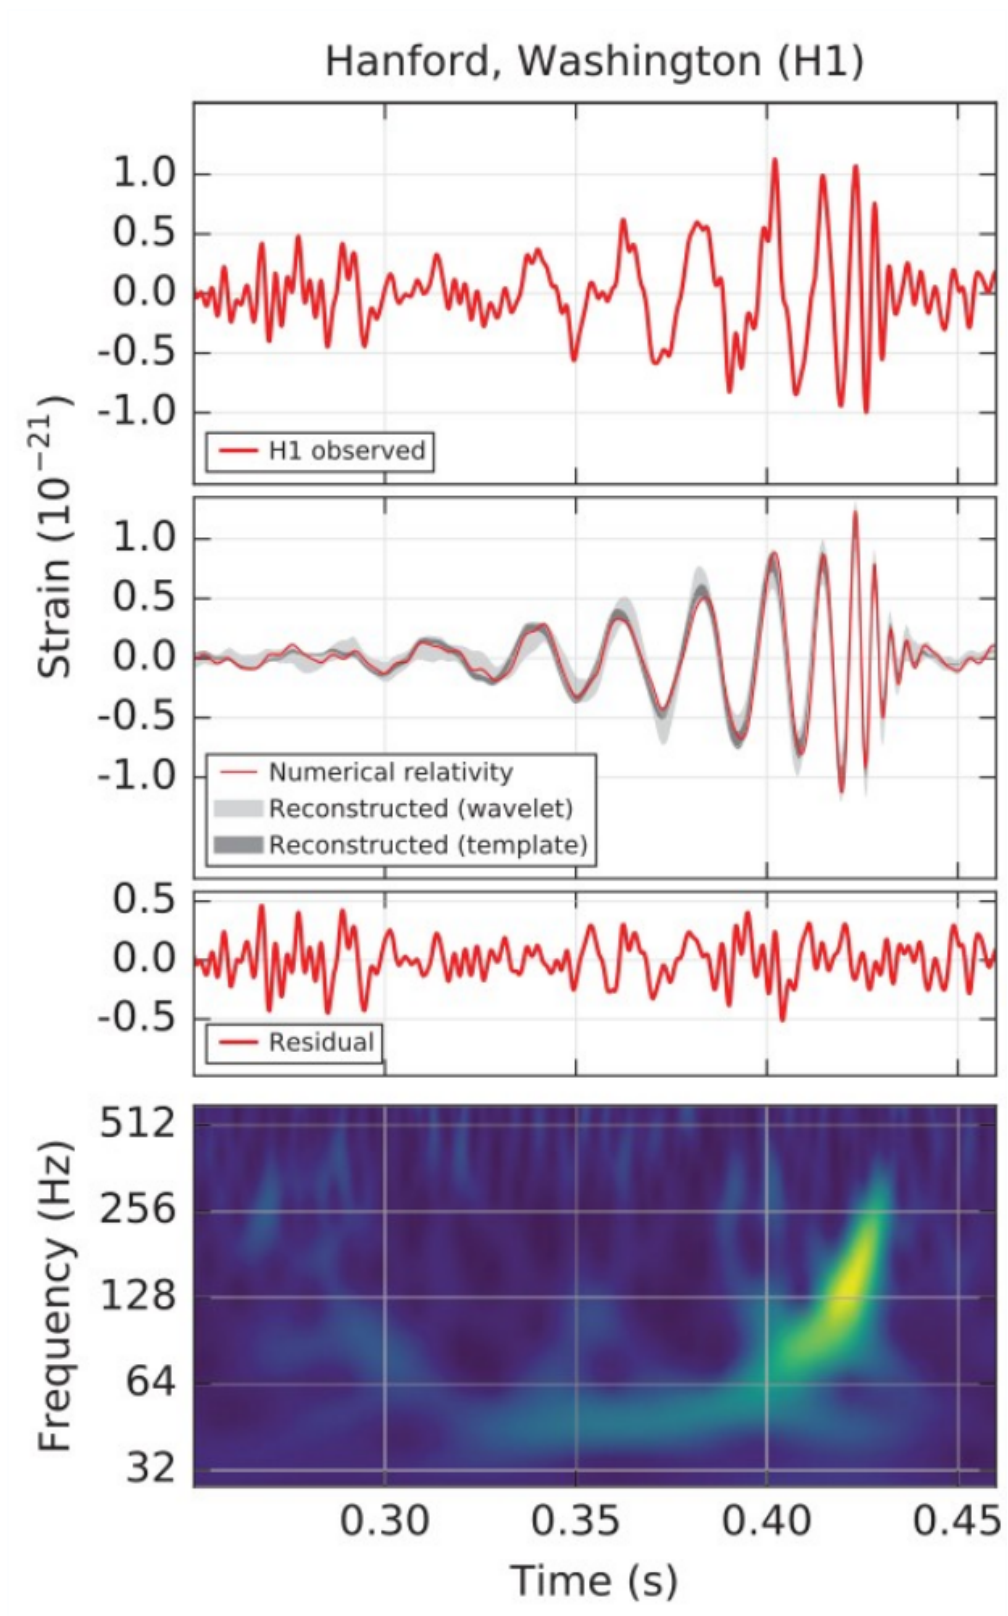 Hanford, Washington (H1)
Strain (10−21)
1.0
0.5
0.0
-0.5
-1.0
H1 observed
1.0
0.5
0.0
-0.5
-1.0
Numerical relativity
Reconstructed (wavelet)
Reconstructed (template)
0.5
0.0
-0.5
Residual
Frequency (Hz)
512
256
128
64
32
0.30 0.35 0.40 0.45
Time (s)